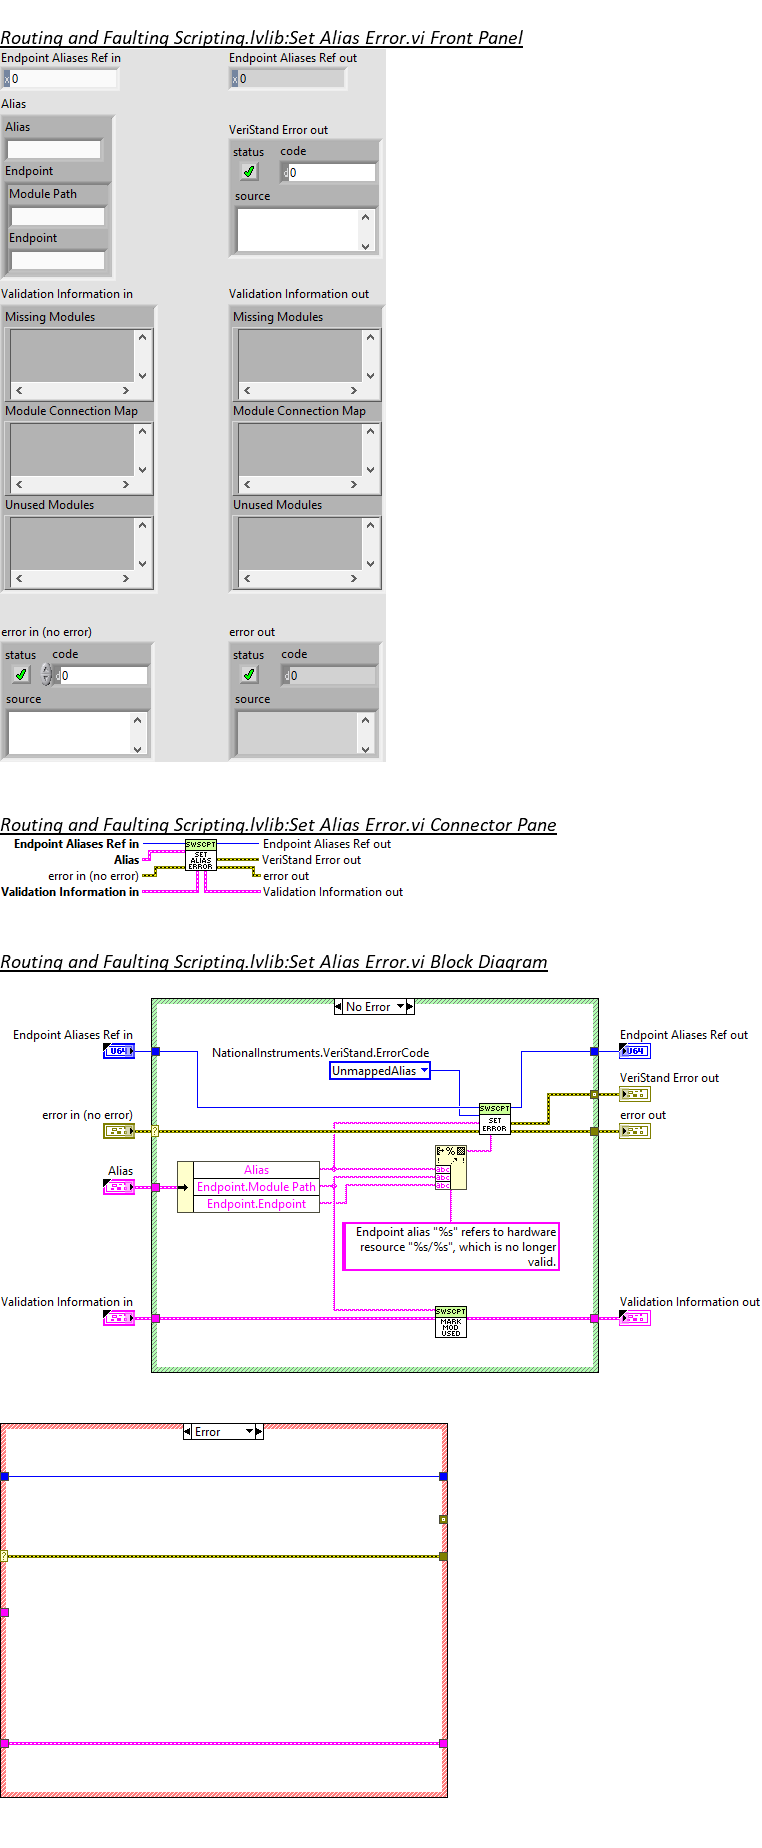 Routing and Faulting Scripting.lvlib:Set Alias Error.vi Front Panel
Endpoint Aliases Ref in
Endpoint Aliases Ref out
x 0
x 0
Alias
Alias
Endpoint
Module Path
Endpoint
VeriStand Error out
status code
d 0
source
Validation Information in
Validation Information out
Missing Modules
Missing Modules
Module Connection Map
Module Connection Map
Unused Modules
Unused Modules
error in (no error)
error out
status code
status code
d 0
d 0
source
source
Routing and Faulting Scripting.lvlib:Set Alias Error.vi Connector Pane
Endpoint Aliases Ref in
Alias
error in (no error)
Validation Information in
SWSCPT
SET
ALIAS
ERROR
Endpoint Aliases Ref out
VeriStand Error out
error out
Validation Information out
Routing and Faulting Scripting.lvlib:Set Alias Error.vi Block Diagram
No Error
Endpoint Aliases Ref in
U64
Endpoint Aliases Ref out
U64
NationalInstruments.VeriStand.ErrorCode
UnmappedAlias
VeriStand Error out
error in (no error)
?
SWSCPT
SET
ERROR
error out
Alias
Alias
Endpoint.Module Path
Endpoint.Endpoint
%
abc
abc
abc
Endpoint alias "%s" refers to hardware
resource "%s/%s", which is no longer
valid.
Validation Information in
SWSCPT
MARK
MOD
USED
Validation Information out
Error
?